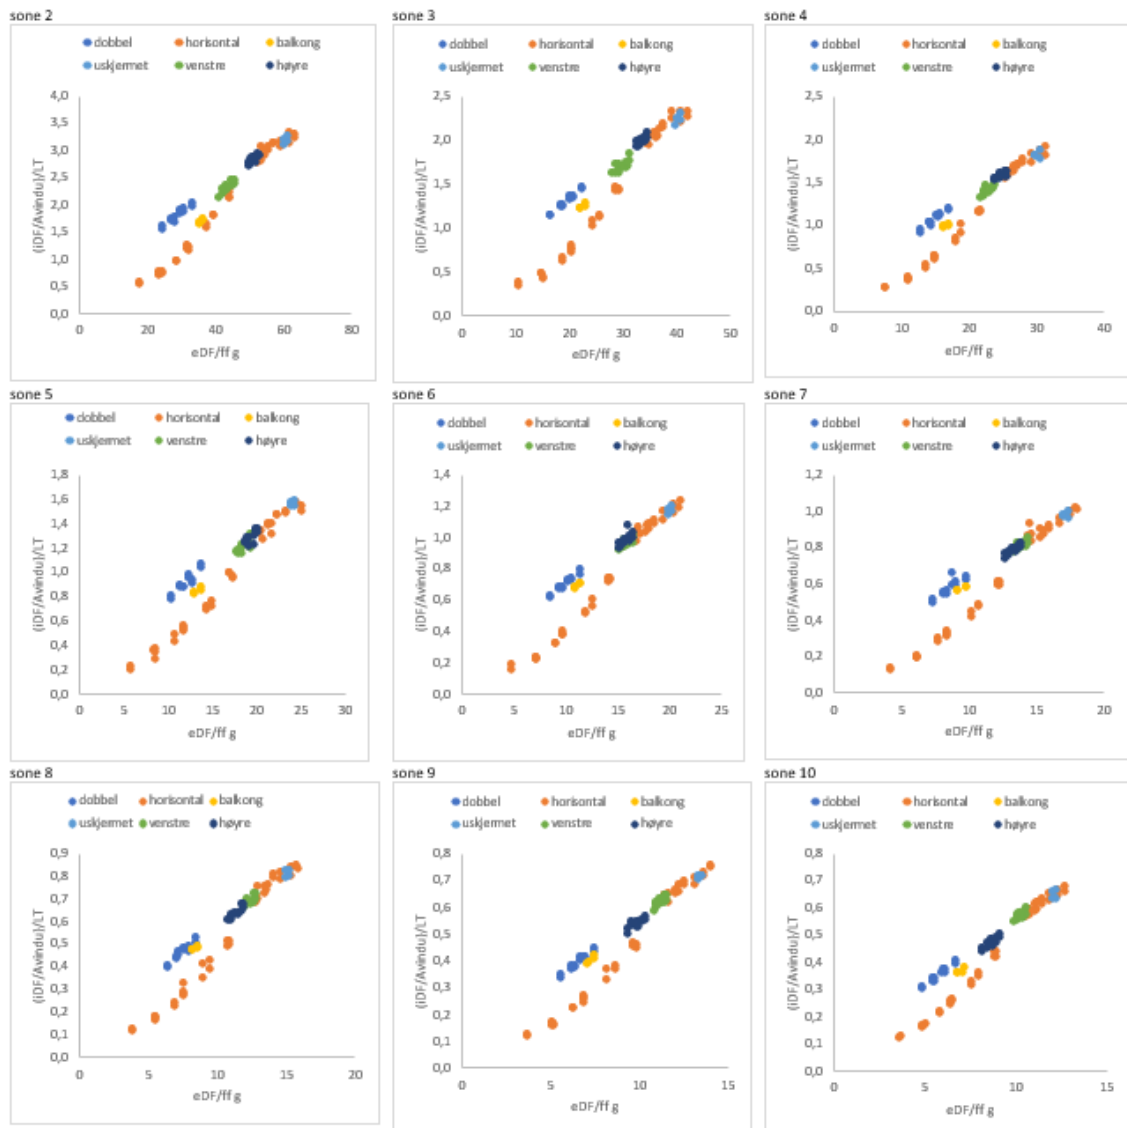 sone 2
dobbel horisontal balkong
uskjermet venstre høyre
4,0
3,5
3,0
2,5
2,0
1,5
1,0
0,5
0,0
(iDF/Avindu)/LT
0 20 40 60 80
eDF/ff g
sone 3
dobbel horisontal balkong
uskjermet venstre høyre
2,5
2,0
1,5
1,0
0,5
0,0
(iDF/Avindu)/LT
0 10 20 30 40 50
eDF/ff g
sone 4
dobbel horisontal balkong
uskjermet venstre høyre
2,5
2,0
1,5
1,0
0,5
0,0
(iDF/Avindu)/LT
0 10 20 30 40
eDF/ff g
sone 5
dobbel horisontal balkong
uskjermet venstre høyre
1,8
1,6
1,4
1,2
1,0
0,8
0,6
0,4
0,2
0,0
(iDF/Avindu)/LT
0 5 10 15 20 25 30
eDF/ff g
sone 6
dobbel horisontal balkong
uskjermet venstre høyre
1,4
1,2
1,0
0,8
0,6
0,4
0,2
0,0
(iDF/Avindu)/LT
0 5 10 15 20 25
eDF/ff g
sone 7
dobbel horisontal balkong
uskjermet venstre høyre
1,2
1,0
0,8
0,6
0,4
0,2
0,0
(iDF/Avindu)/LT
0 5 10 15 20
eDF/ff g
sone 8
dobbel horisontal balkong
uskjermet venstre høyre
0,9
0,8
0,7
0,6
0,5
0,4
0,3
0,2
0,1
0,0
(iDF/Avindu)/LT
0 5 10 15 20
eDF/ff g
sone 9
dobbel horisontal balkong
uskjermet venstre høyre
0,8
0,7
0,6
0,5
0,4
0,3
0,2
0,1
0,0
(iDF/Avindu)/LT
0 5 10 15
eDF/ff g
sone 10
dobbel horisontal balkong
uskjermet venstre høyre
0,8
0,7
0,6
0,5
0,4
0,3
0,2
0,1
0,0
(iDF/Avindu)/LT
0 5 10 15
eDF/ff g